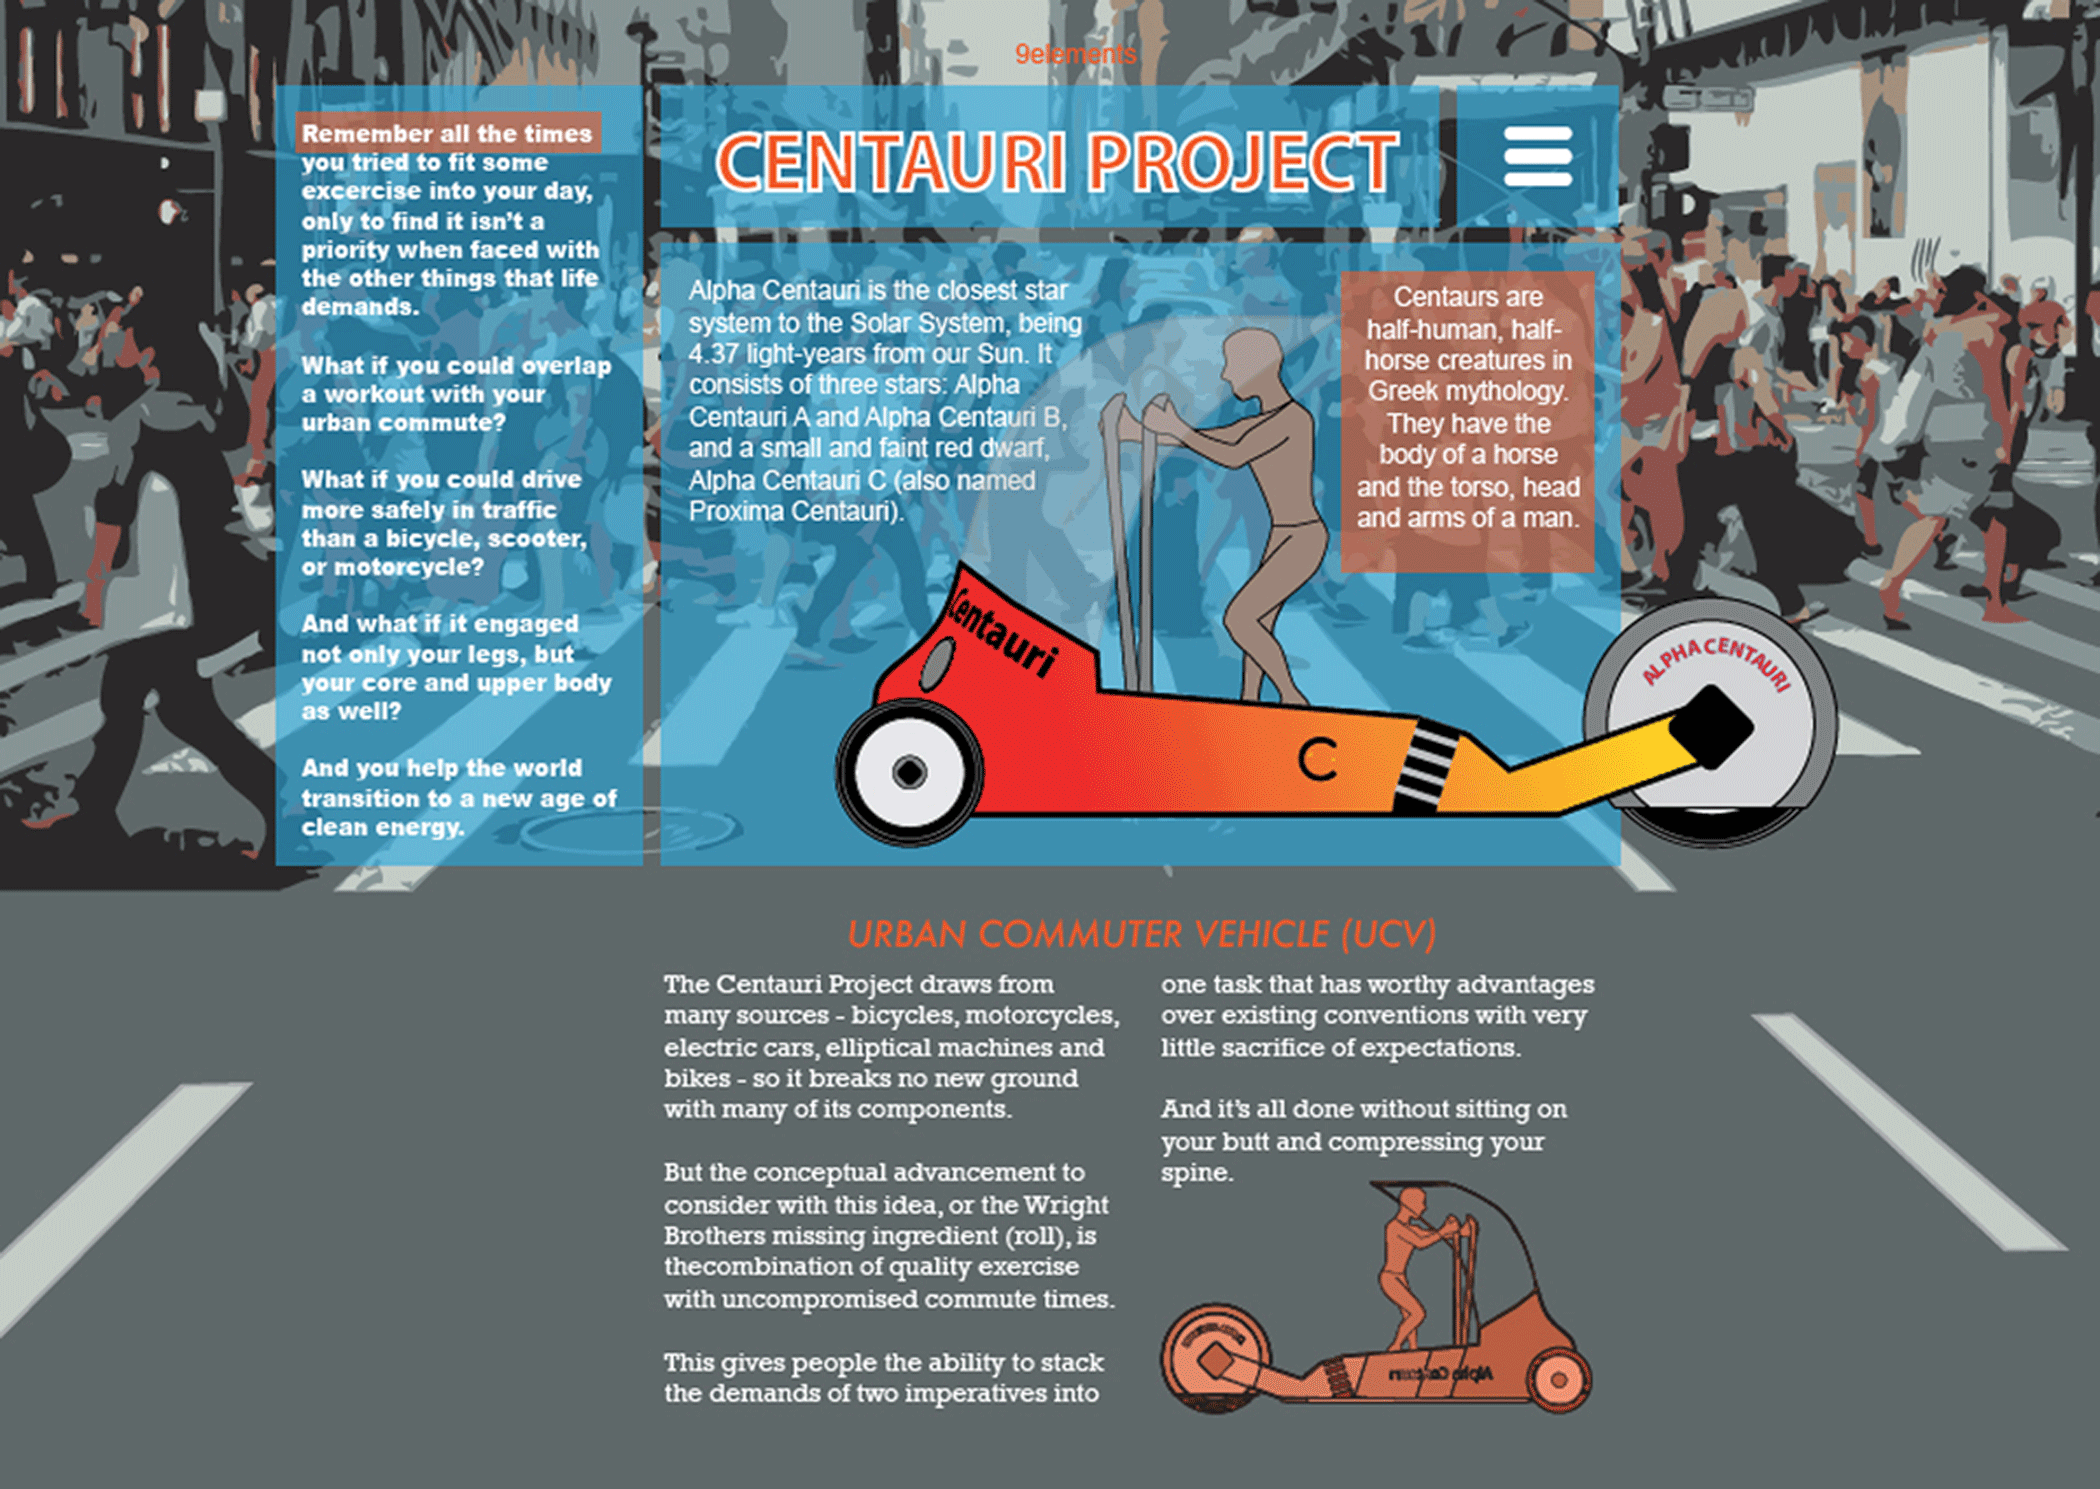 9elements
Remember all the times
you tried to fit some
excercise into your day,
only to find it isn't a
priority when faced with
the other things that life
demands.
What if you could overlap
a workout with your
urban commute?
What if you could drive
more safely in traffic
than a bicycle, scooter,
or motorcycle?
And what if it engaged
not only your legs, but
your core and upper body
as well?
And you help the world
transition to a new age of
clean energy.
CENTAURI PROJECT
Alpha Centauri is the closest star
system to the Solar System, being
4.37 light-years from our Sun. It
consists of three stars: Alpha
Centauri A and Alpha Centauri B,
and a small and faint red dwarf,
Alpha Centauri C (also named
Proxima Centauri).
Centaurs are
half-human, half-
horse creatures in
Greek mythology.
They have the
body of a horse
and the torso, head
and arms of a man.
Centauri
C
ALPHA CENTAURI
URBAN COMMUTER VEHICLE (UCV)
The Centauri Project draws from
many sources - bicycles, motorcycles,
electric cars, elliptical machines and
bikes - so it breaks no new ground
with many of its components.
But the conceptual advancement to
consider with this idea, or the Wright
Brothers missing ingredient (roll), is
thecombination of quality exercise
with uncompromised commute times.
This gives people the ability to stack
the demands of two imperatives into
one task that has worthy advantages
over existing conventions with very
little sacrifice of expectations.
And it's all done without sitting on
your butt and compressing your
spine.